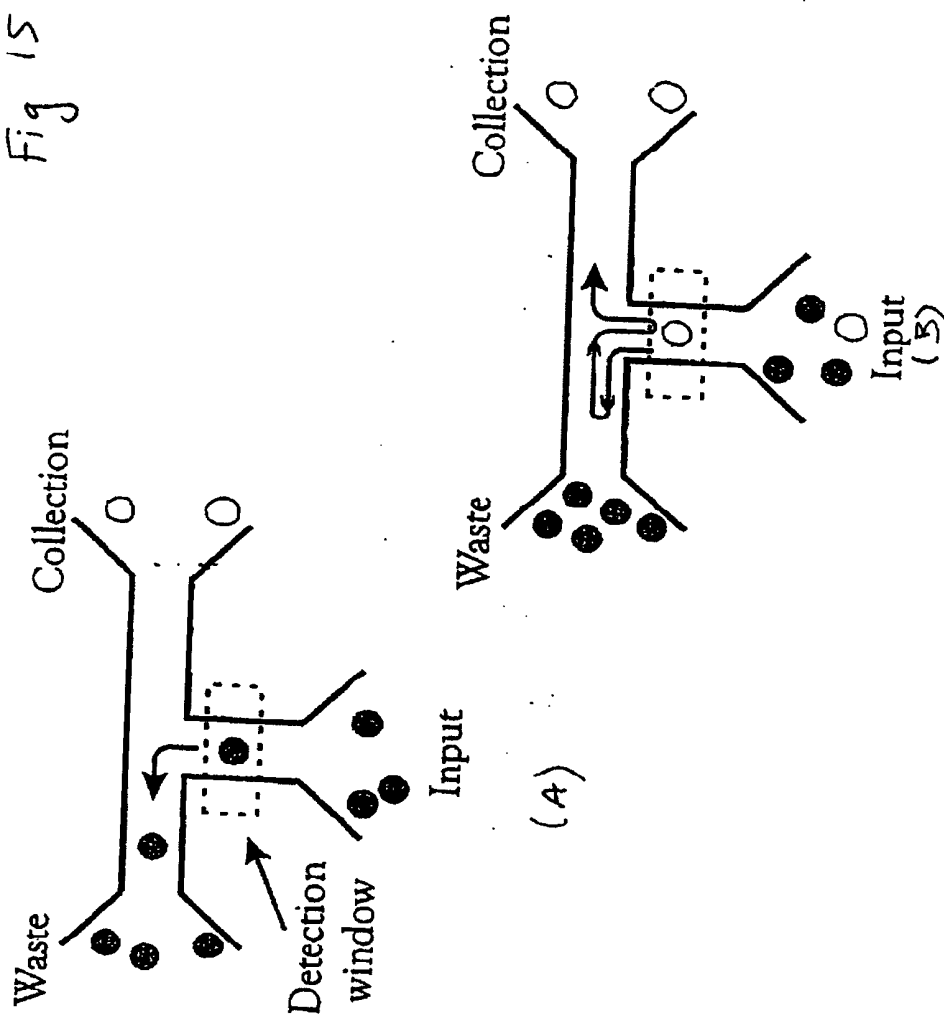 Fig 15
Waste
Collection
Detection
window
Input
(A)
Waste
Collection
Input
(B)